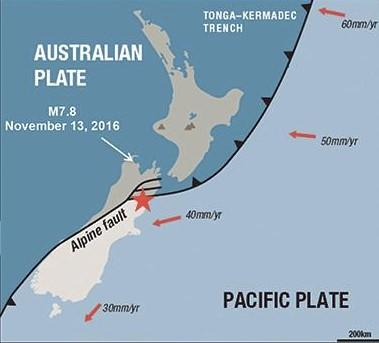 TONGA–KERMADEC
TRENCH
60mm/yr
AUSTRALIAN
PLATE
M7.8
November 13, 2016
50mm/yr
Alpine fault
40mm/yr
30mm/yr
PACIFIC PLATE
200km